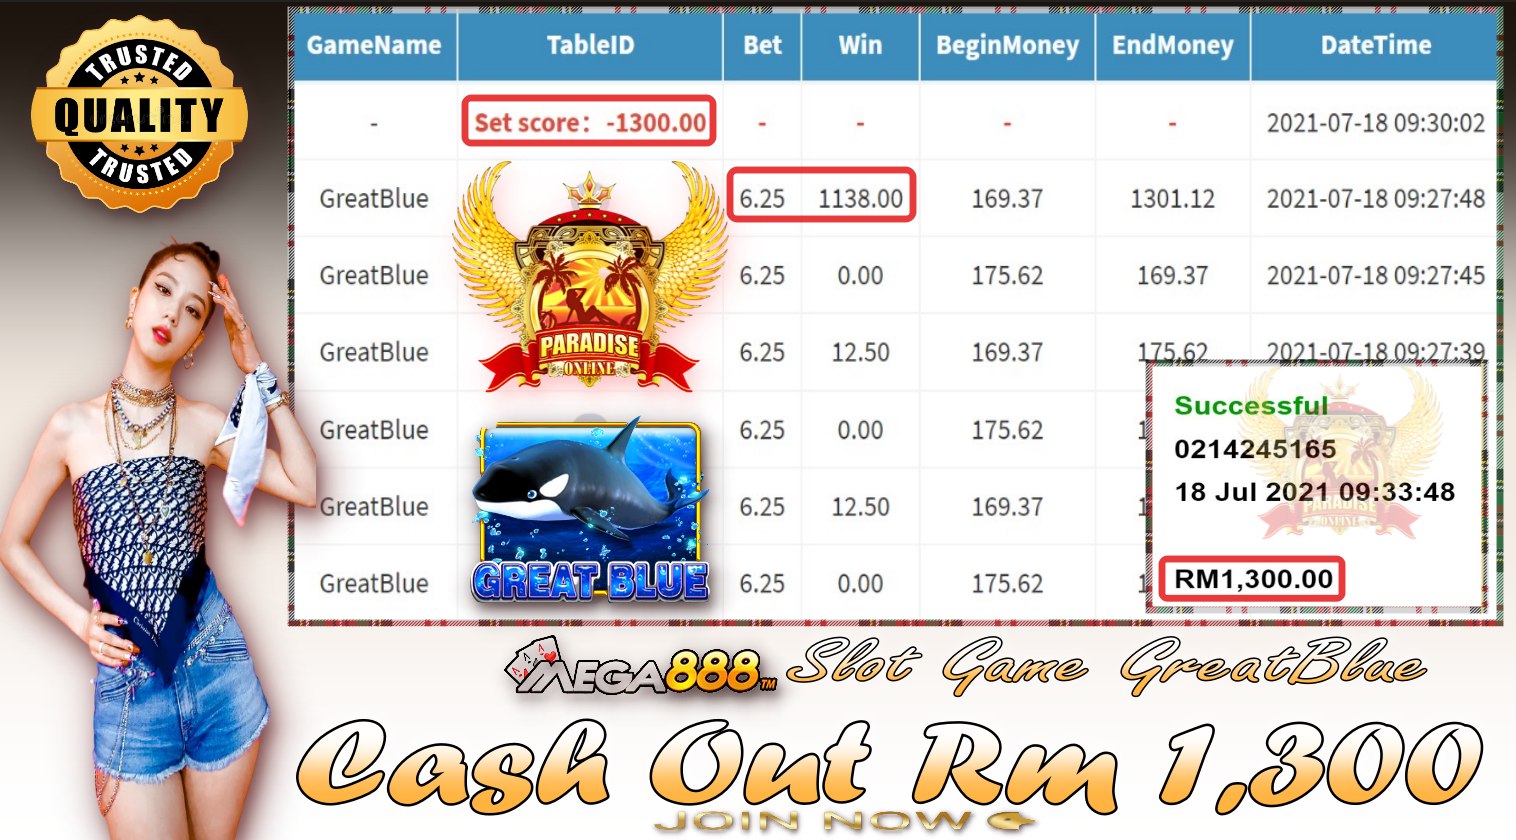 TRUSTED
QUALITY
TRUSTED
GameName TableID Bet Win BeginMoney EndMoney DateTime
- Set score: -1300.00 - - - - 2021-07-18 09:30:02
GreatBlue 6.25 1138.00 169.37 1301.12 2021-07-18 09:27:48
GreatBlue 6.25 0.00 175.62 169.37 2021-07-18 09:27:45
GreatBlue 6.25 12.50 169.37 175.62 2021-07-18 09:27:39
GreatBlue 6.25 0.00 175.62
GreatBlue 6.25 12.50 169.37
GreatBlue 6.25 0.00 175.62
PARADISE
ONLINE
GREAT BLUE
Successful
0214245165
18 Jul 2021 09:33:48
PARADISE
ONLINE
RM1,300.00
MEGA888 TM Slot Game GreatBlue
Cash Out Rm 1,300
JOIN NOW